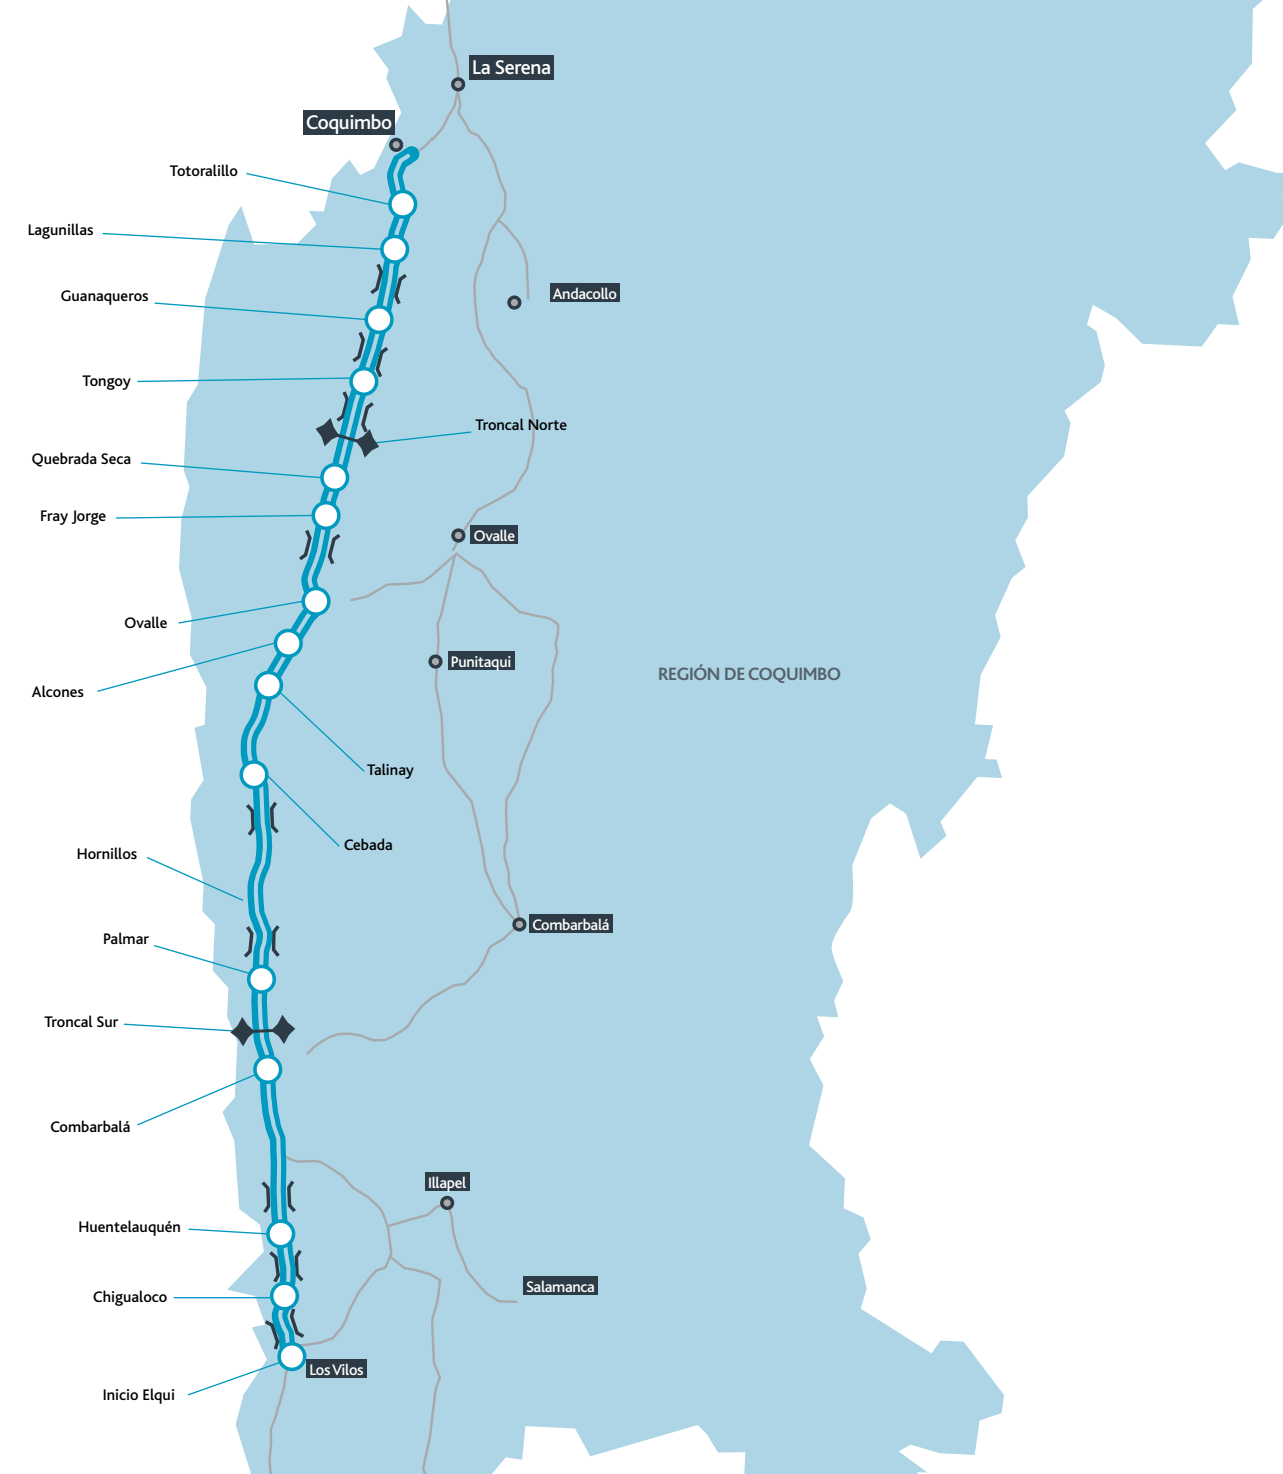 La Serena
Coquimbo
Totoralillo
Lagunillas
Andacollo
Guanaqueros
Tongoy
Troncal Norte
Quebrada Seca
Fray Jorge
Ovalle
Ovalle
Punitaqui
REGIÓN DE COQUIMBO
Alcones
Talinay
Cebada
Hornillos
Combarbalá
Palmar
Troncal Sur
Combarbalá
Illapel
Huentelauquén
Salamanca
Chigualoco
Los Vilos
Inicio Elqui